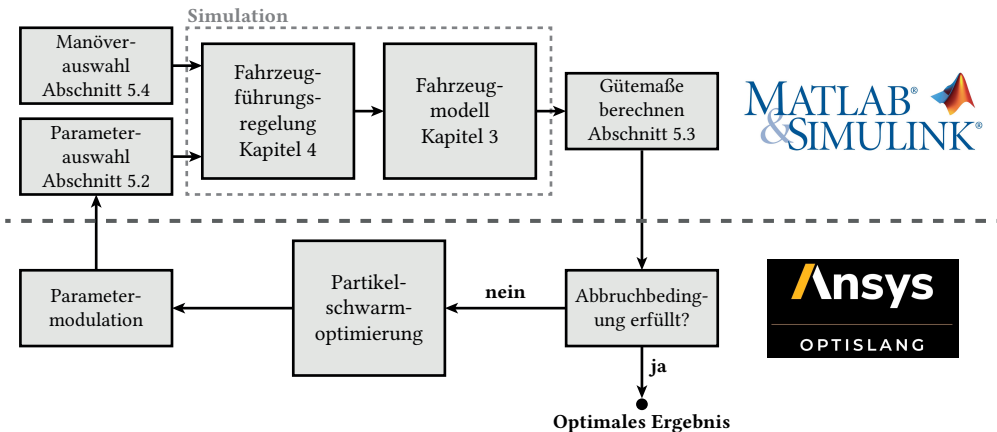 Simulation
Manöver-
auswahl
Abschnitt 5.4
Parameter-
auswahl
Abschnitt 5.2
Fahrzeug-
führungs-
regelung
Kapitel 4
Fahrzeug-
modell
Kapitel 3
Gütemaße
berechnen
Abschnitt 5.3
MATLAB®
&SIMULINK®
Parameter-
modulation
Partikel-
schwarm-
optimierung
nein
Abbruchbeding-
ung erfüllt?
ja
Optimales Ergebnis
Ansys
OPTISLANG